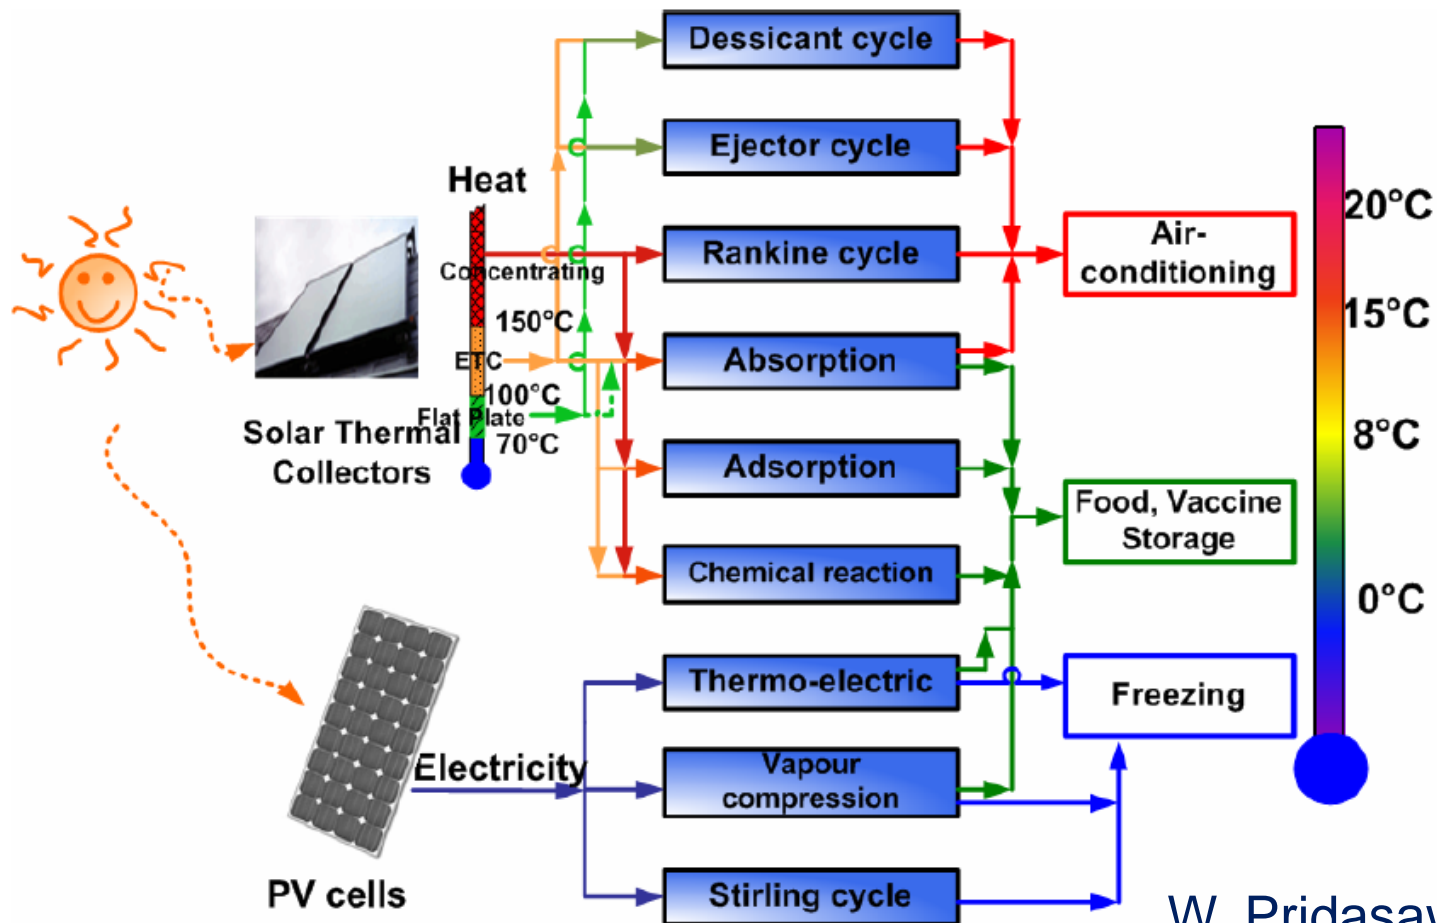 Dessicant cycle
Ejector cycle
Heat
20°C
Rankine cycle
Air-
conditioning
Concentrating
15°C
150°C
ETC
Absorption
100°C
Flat Plate
8°C
Solar Thermal
Collectors
70°C
Adsorption
Food, Vaccine
Storage
Chemical reaction
0°C
Thermo-electric
Freezing
Electricity
Vapour
compression
PV cells
Stirling cycle
W.